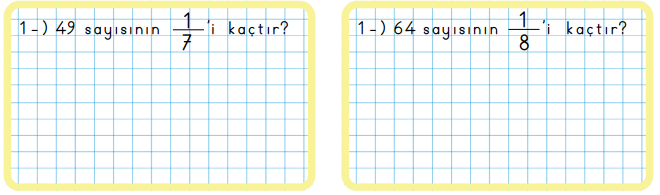 1-) 49 sayısının 1/7 'i kaçtır?
1-) 64 sayısının 1/8 'i kaçtır?